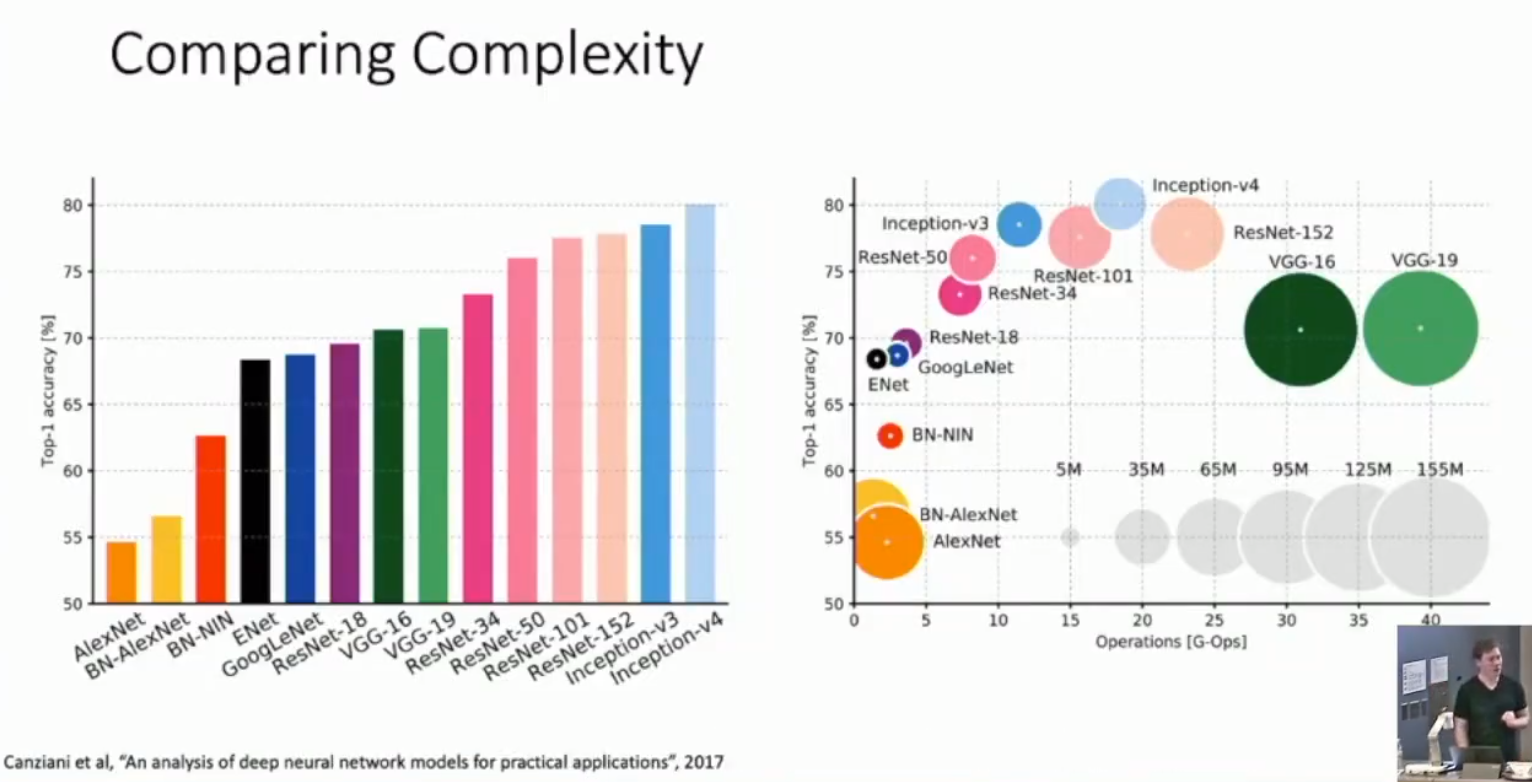 Comparing Complexity
80
75
70
65
60
55
50
Top-1 accuracy [%]
AlexNet
BN-AlexNet
BN-NIN
ENet
GoogLeNet
ResNet-18
VGG-16
VGG-19
ResNet-34
ResNet-50
ResNet-101
ResNet-152
Inception-v3
Inception-v4
80
75
70
65
60
55
50
Top-1 accuracy [%]
Inception-v4
Inception-v3
ResNet-152
ResNet-50
VGG-16
VGG-19
ResNet-101
ResNet-34
ResNet-18
GoogLeNet
ENet
BN-NIN
5M 35M 65M 95M 125M 155M
BN-AlexNet
AlexNet
0 5 10 15 20 25 30 35 40
Operations [G-Ops]
Canziani et al, “An analysis of deep neural network models for practical applications”, 2017